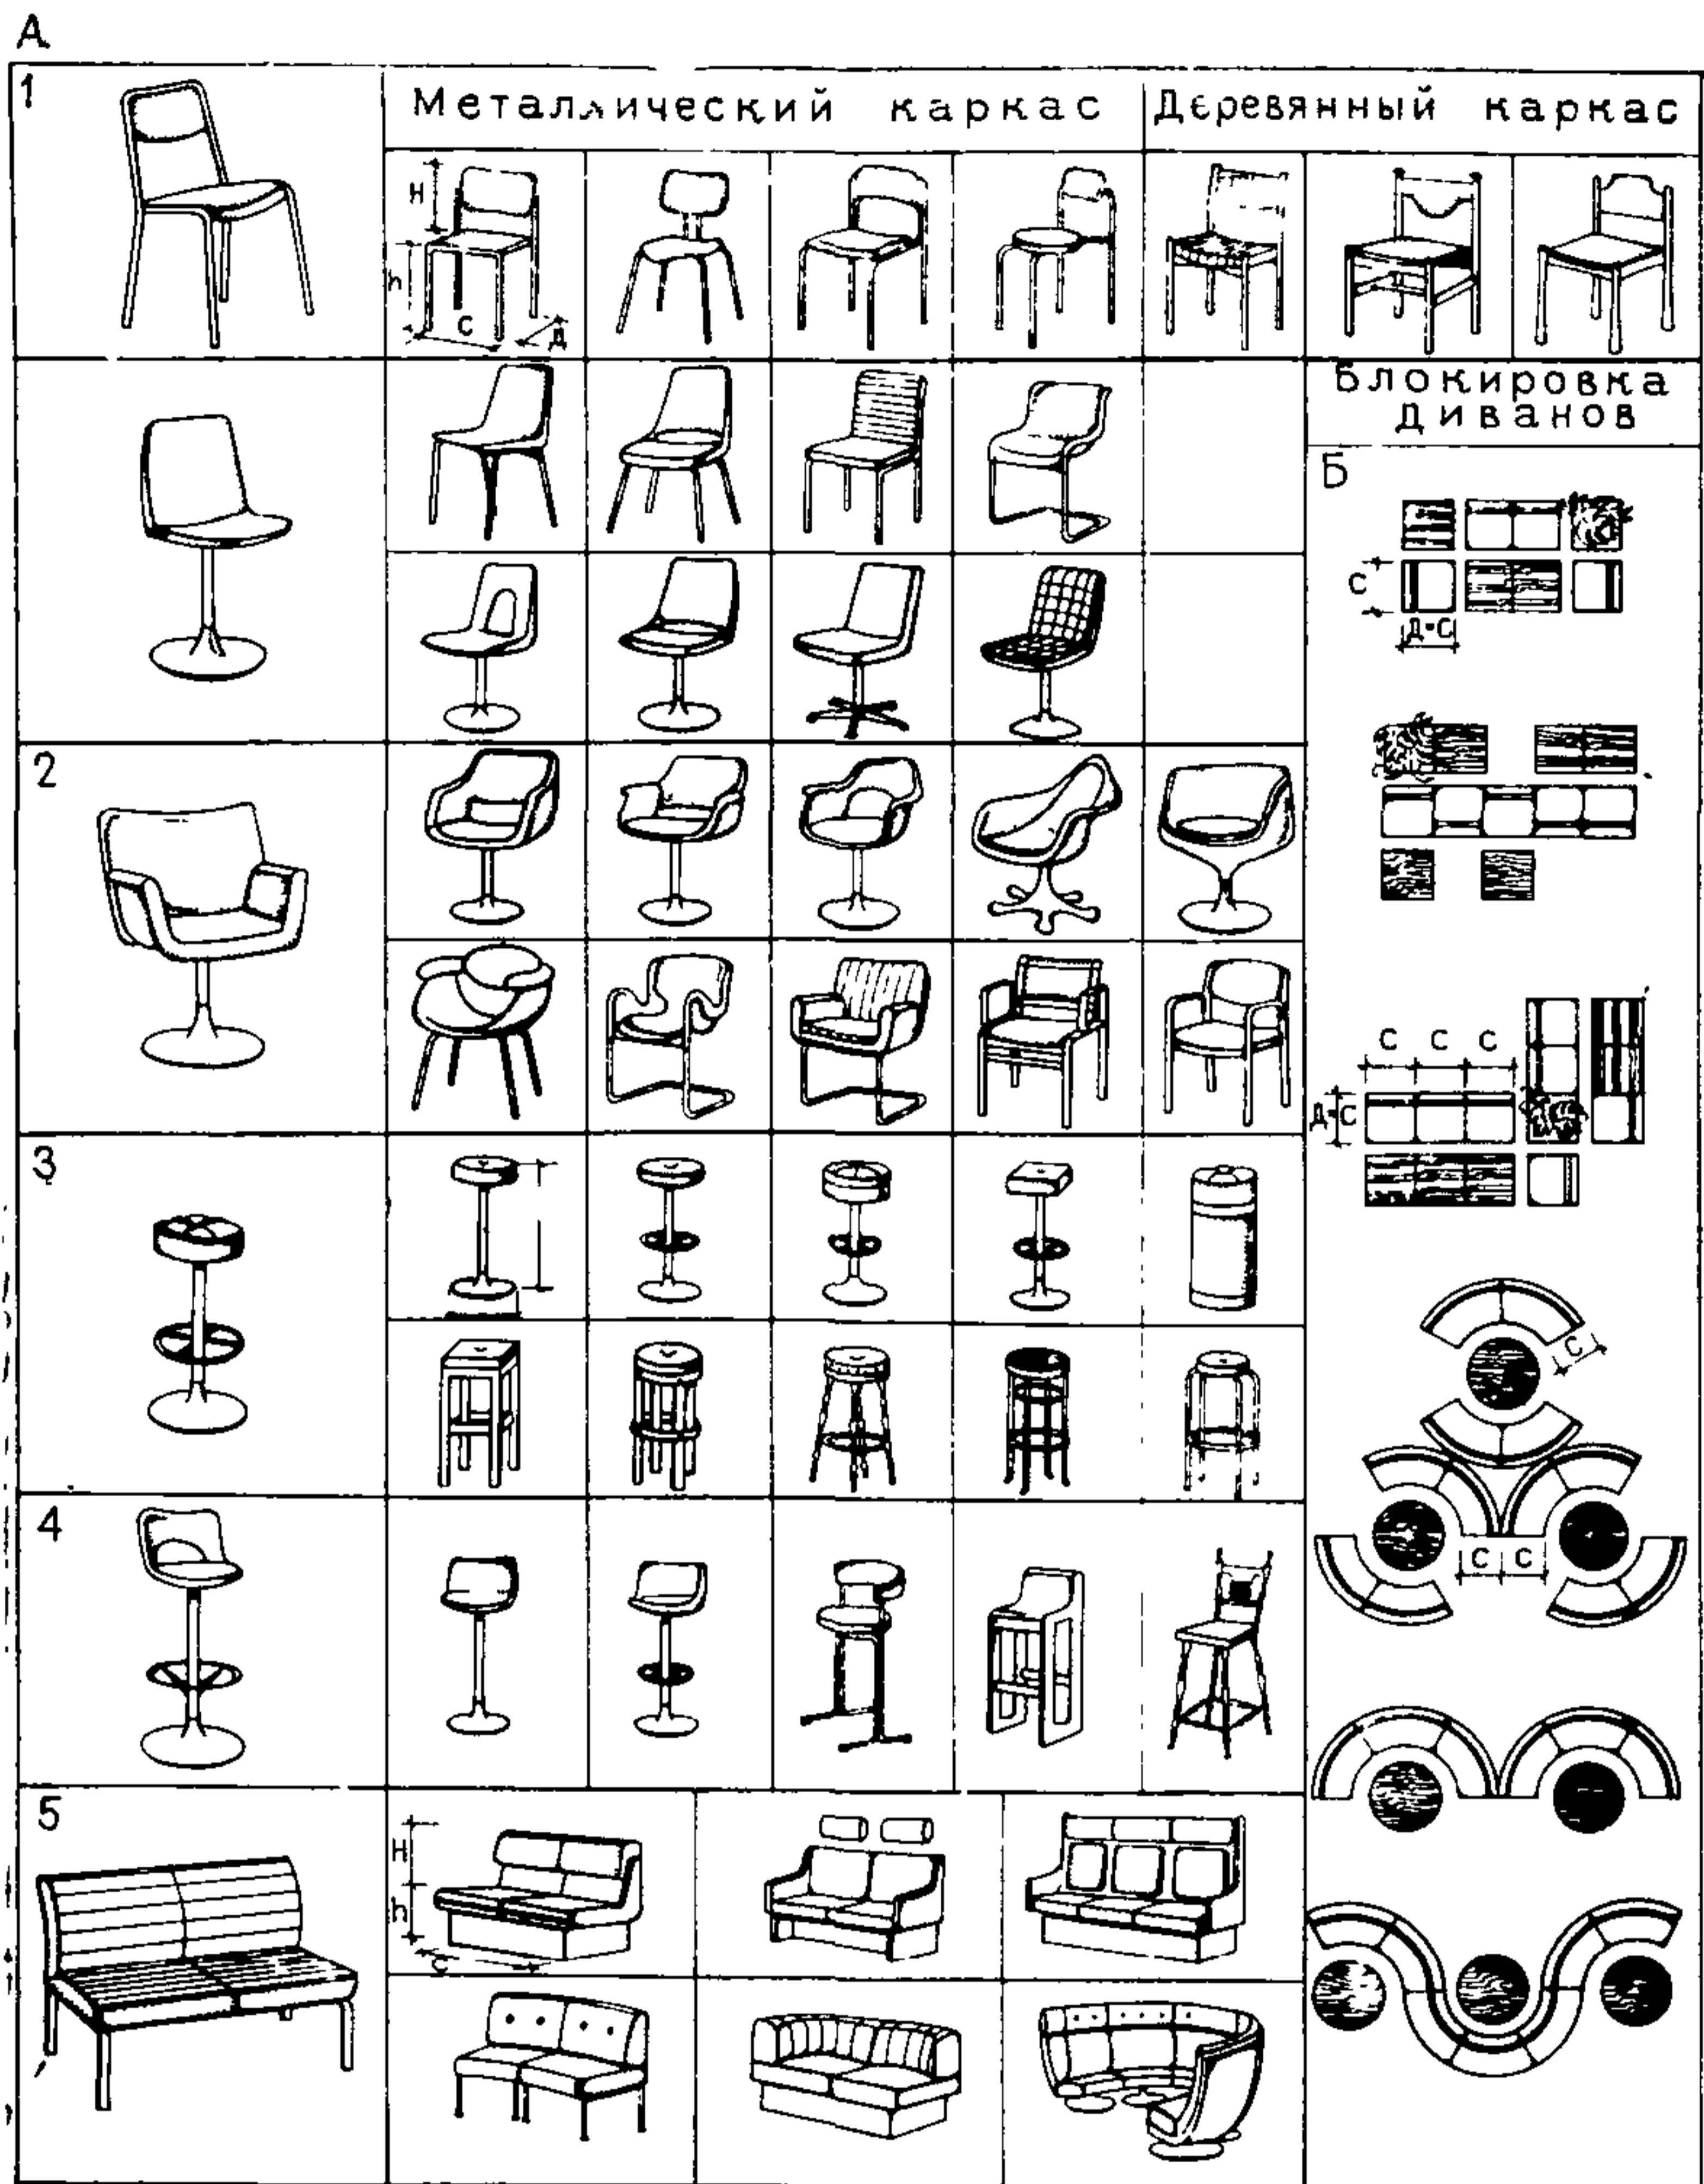 А
1
Металлический каркас
Деревянный каркас
Н
h
С
Д
Блокировка
диванов
Б
С
Д=С
2
С С С
Д=С
3
С
4
С С
5
Н
h
С